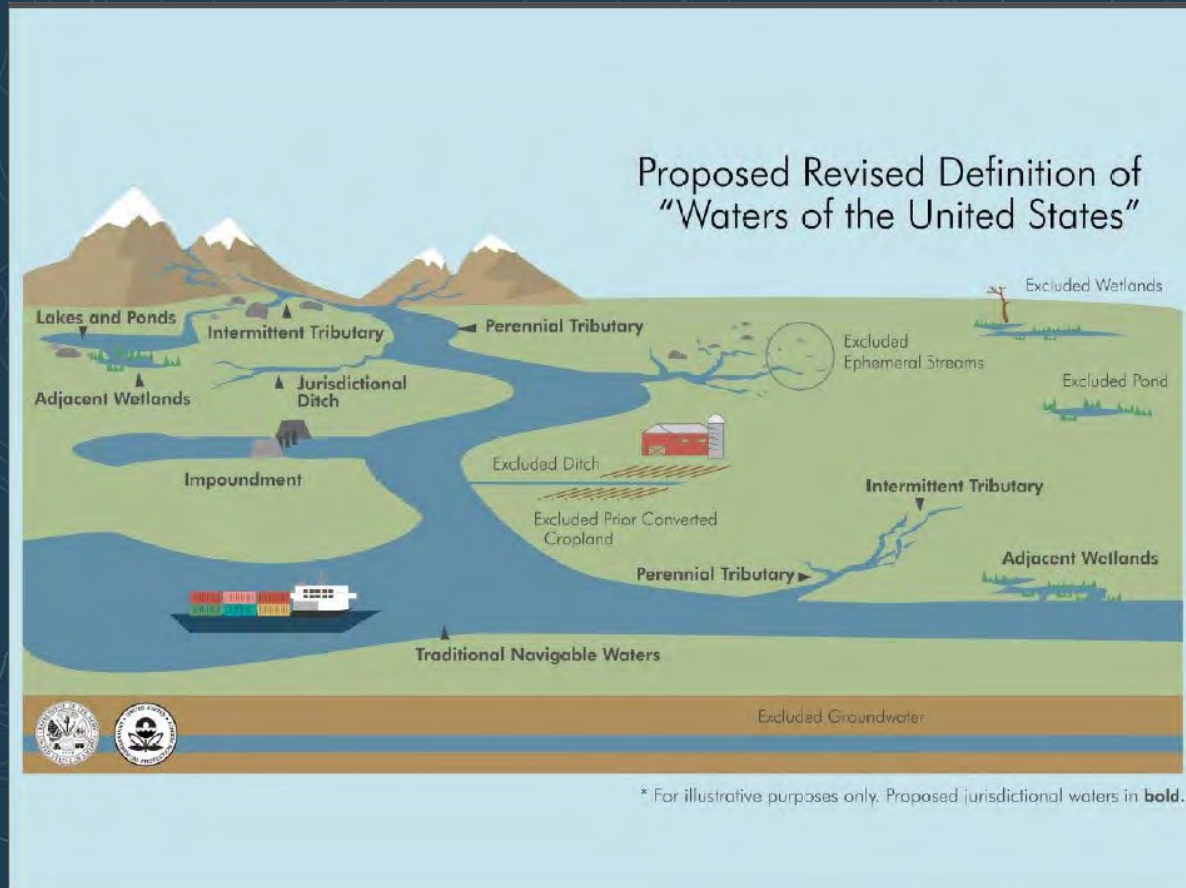 Proposed Revised Definition of
“Waters of the United States”
Excluded Wetlands
Lakes and Ponds
Intermittent Tributary
Perennial Tributary
Excluded
Ephemeral Streams
Adjacent Wetlands
Jurisdictional
Ditch
Excluded Pond
Impoundment
Excluded Ditch
Excluded Prior Converted
Cropland
Intermittent Tributary
Perennial Tributary
Adjacent Wetlands
Traditional Navigable Waters
Excluded Groundwater
* For illustrative purposes only. Proposed jurisdictional waters in bold.